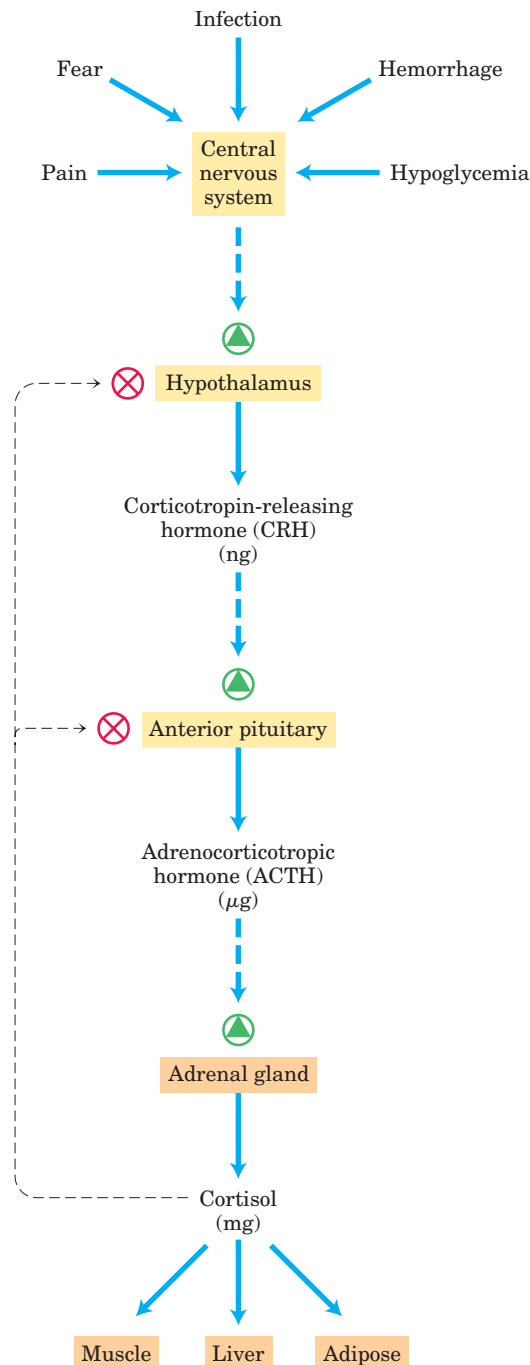 Infection
Fear
Hemorrhage
Central
nervous
system
Pain
Hypoglycemia
Hypothalamus
Corticotropin-releasing
hormone (CRH)
(ng)
Anterior pituitary
Adrenocorticotropic
hormone (ACTH)
(μg)
Adrenal gland
Cortisol
(mg)
Muscle
Liver
Adipose